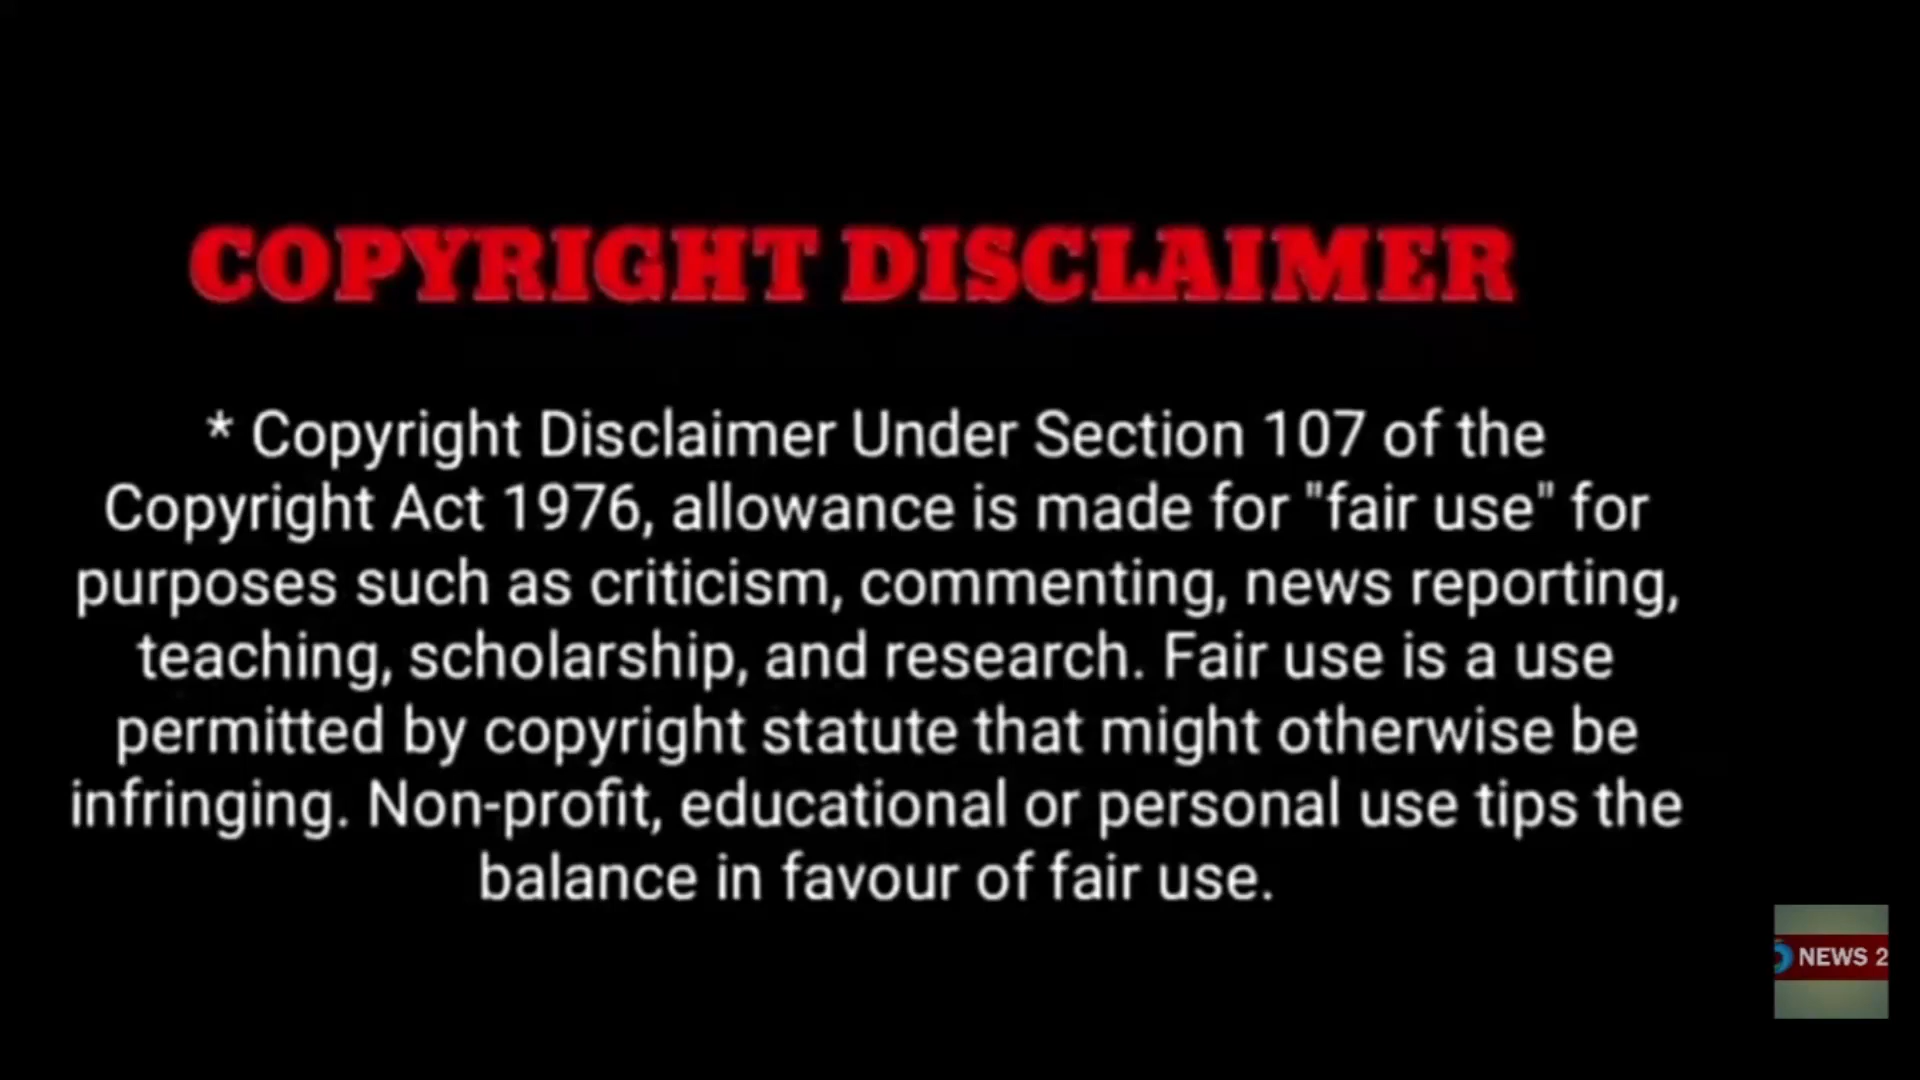 COPYRIGHT DISCLAIMER
* Copyright Disclaimer Under Section 107 of the
Copyright Act 1976, allowance is made for "fair use" for
purposes such as criticism, commenting, news reporting,
teaching, scholarship, and research. Fair use is a use
permitted by copyright statute that might otherwise be
infringing. Non-profit, educational or personal use tips the
balance in favour of fair use.
NEWS 2